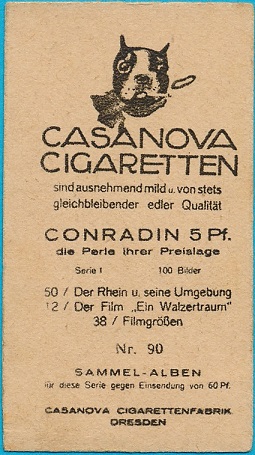 CASANOVA
CIGARETTEN
sind ausnehmend mild u. von stets
gleichbleibender edler Qualität
CONRADIN 5 Pf.
die Perle ihrer Preislage
Serie 1 100 Bilder
50 / Der Rhein u. seine Umgebung
12 / Der Film „Ein Walzertraum"
38 / Filmgrößen
Nr. 90
SAMMEL-ALBEN
für diese Serie gegen Einsendung von 60 Pf.
CASANOVA CIGARETTENFABRIK
DRESDEN